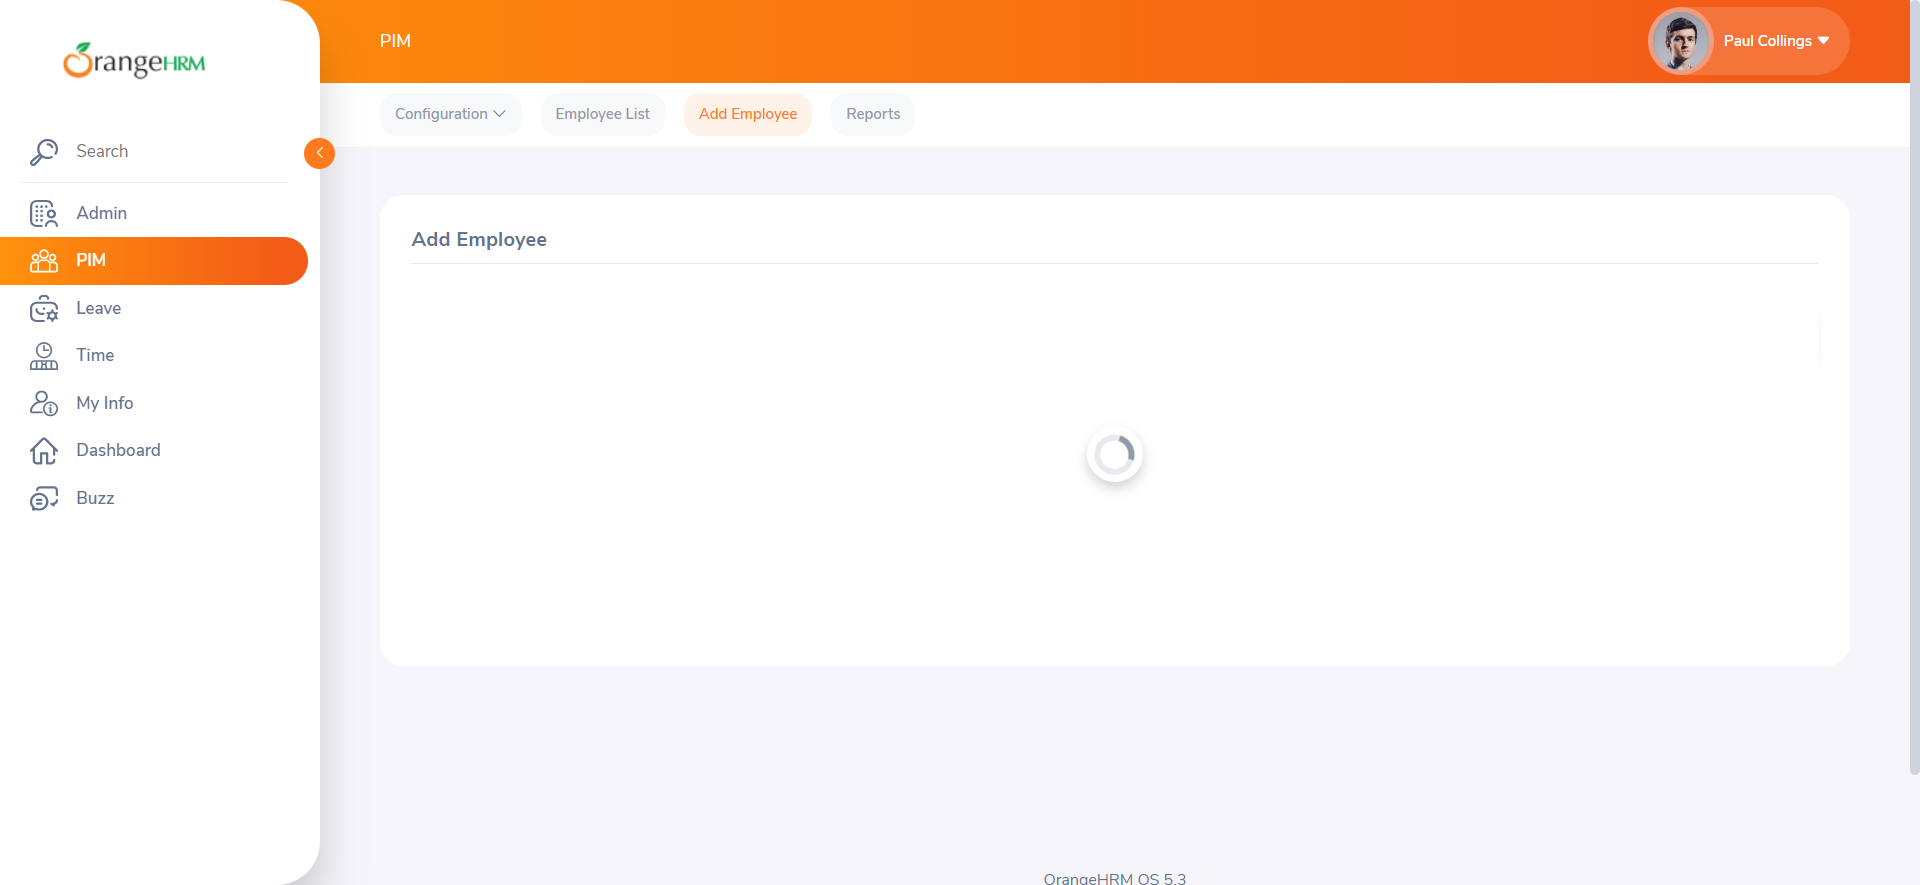 OrangeHRM
PIM
Paul Collings
Configuration
Employee List
Add Employee
Reports
Search
Admin
PIM
Leave
Time
My Info
Dashboard
Buzz
Add Employee
OrangeHRM OS 5.3